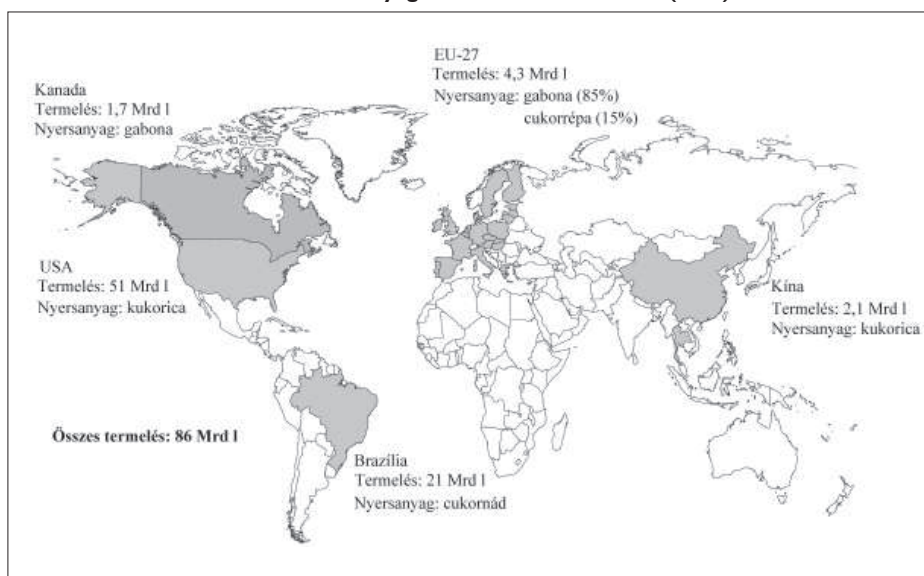 EU-27
Termelés: 4,3 Mrd l
Nyersanyag: gabona (85%)
cukorrépa (15%)
Kanada
Termelés: 1,7 Mrd l
Nyersanyag: gabona
USA
Termelés: 51 Mrd l
Nyersanyag: kukorica
Kína
Termelés: 2,1 Mrd l
Nyersanyag: kukorica
Összes termelés: 86 Mrd l
Brazília
Termelés: 21 Mrd l
Nyersanyag: cukornád